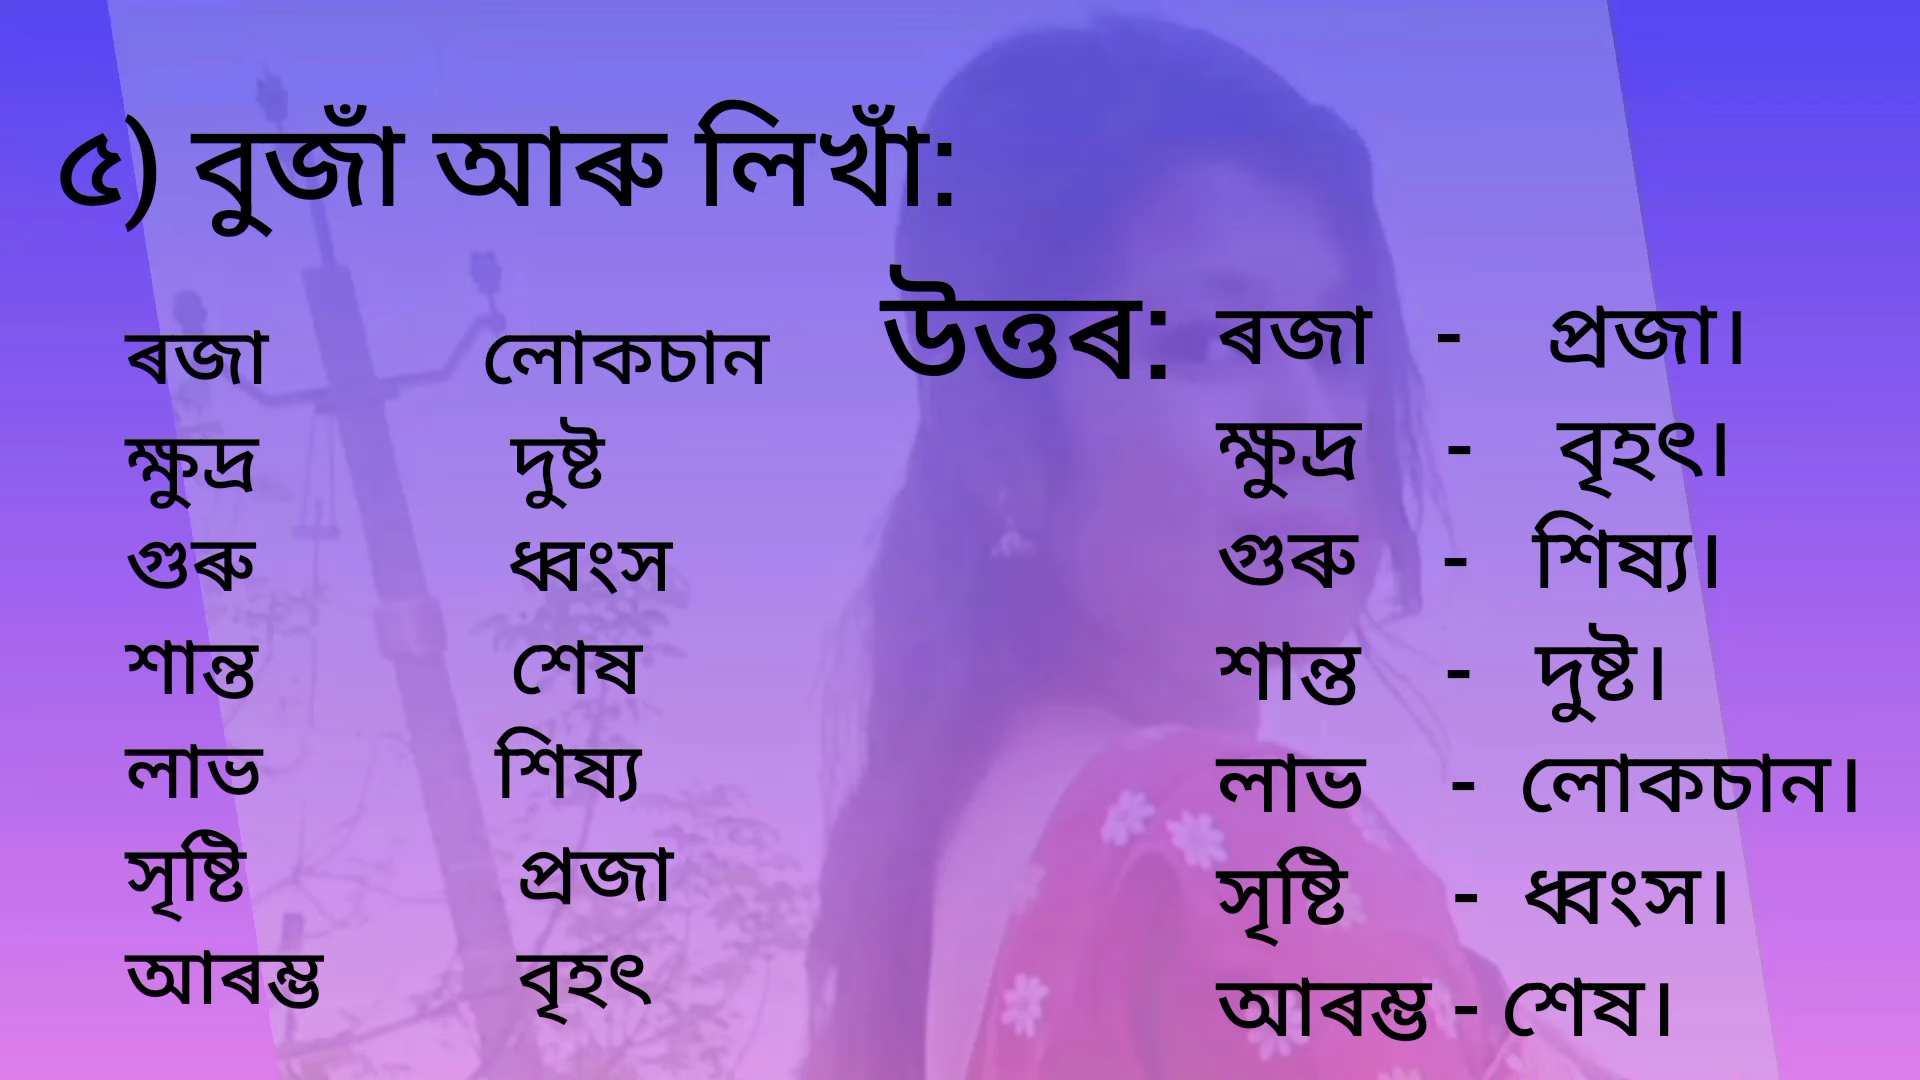 ৫) বুজাঁ আৰু লিখাঁ:
ৰজা লোকচান
ক্ষুদ্ৰ দুষ্ট
গুৰু ধ্বংস
শান্ত শেষ
লাভ শিষ্য
সৃষ্টি প্ৰজা
আৰম্ভ বৃহৎ
উত্তৰ: ৰজা - প্ৰজা।
ক্ষুদ্ৰ - বৃহৎ।
গুৰু - শিষ্য।
শান্ত - দুষ্ট।
লাভ - লোকচান।
সৃষ্টি - ধ্বংস।
আৰম্ভ - শেষ।